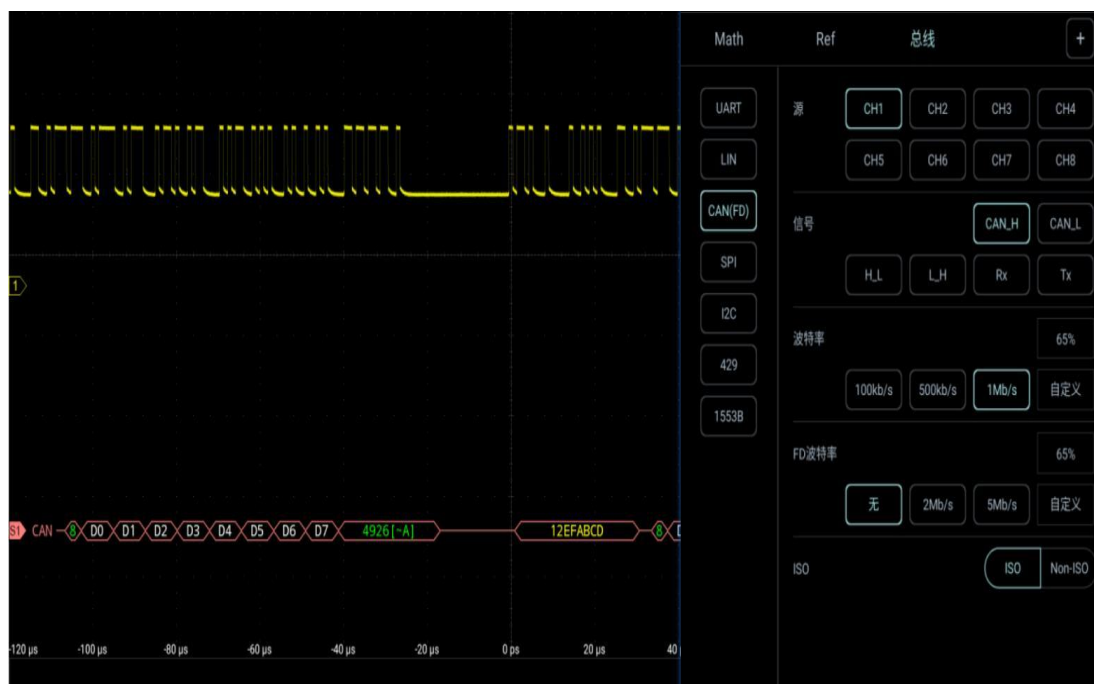 Math Ref 总线 +
UART
LIN
CAN(FD)
SPI
I2C
429
1553B
源 CH1 CH2 CH3 CH4
CH5 CH6 CH7 CH8
信号 CAN_H CAN_L
H_L L_H Rx Tx
波特率 65%
100kb/s 500kb/s 1Mb/s 自定义
FD波特率 65%
无 2Mb/s 5Mb/s 自定义
ISO ISO Non-ISO
1
S1 CAN 8 D0 D1 D2 D3 D4 D5 D6 D7 4926[~A] 12EFABCD 8
-120 μs -100 μs -80 μs -60 μs -40 μs -20 μs 0 ps 20 μs 40